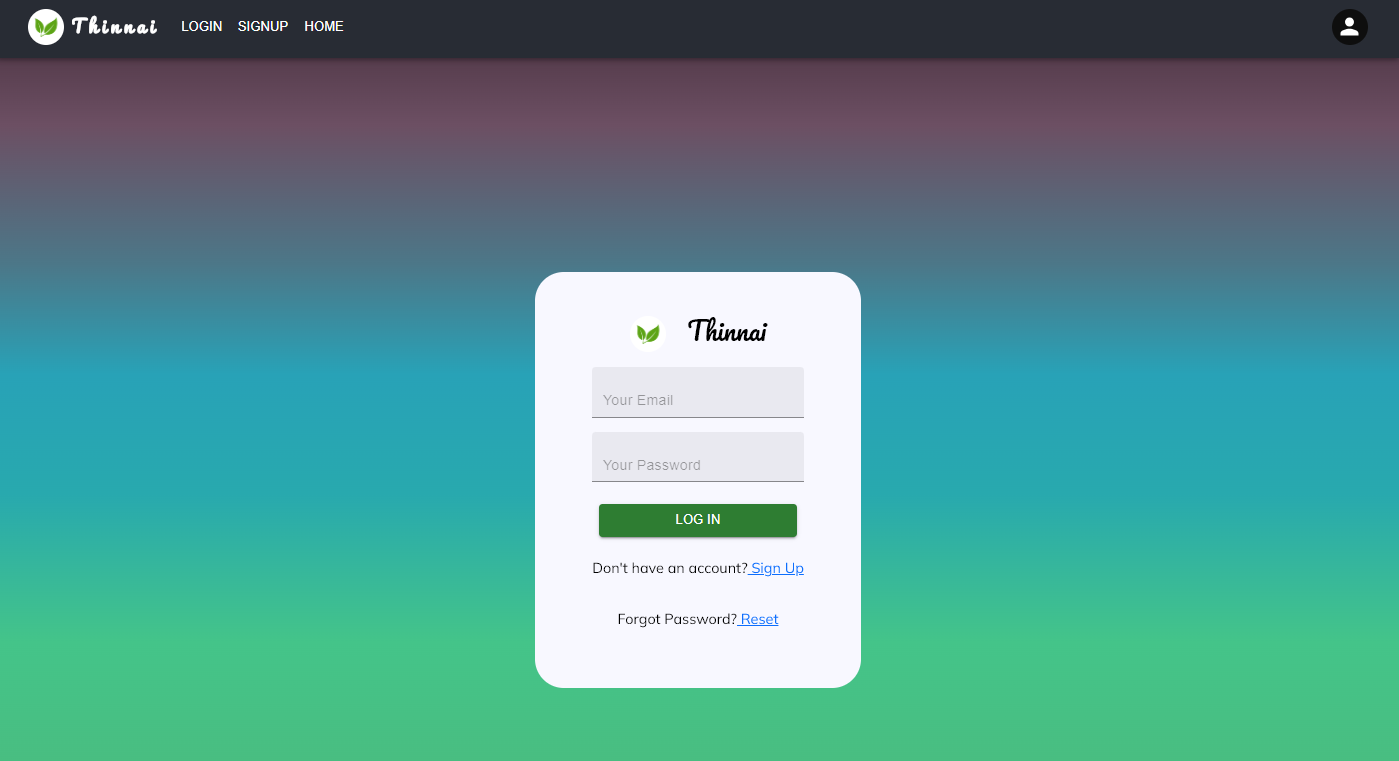 Thinnai LOGIN SIGNUP HOME
Thinnai
Your Email
Your Password
LOG IN
Don't have an account? Sign Up
Forgot Password? Reset